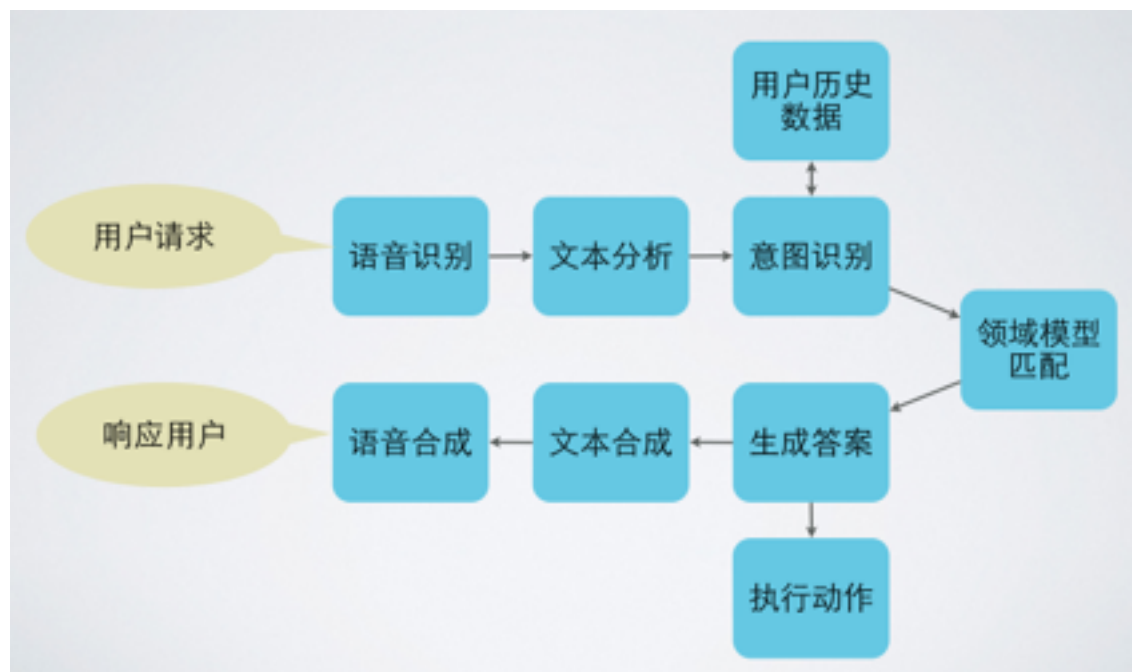 用户历史
数据
用户请求
语音识别
文本分析
意图识别
领域模型
匹配
响应用户
语音合成
文本合成
生成答案
执行动作